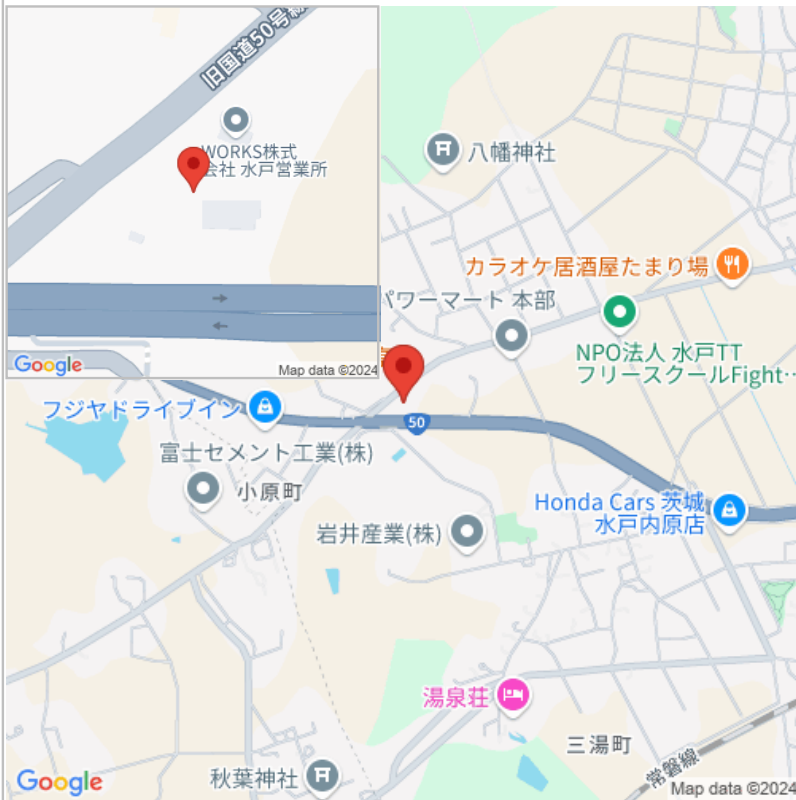 旧国道50号線
WORKS株式
会社 水戸営業所
Google
Map data ©2024
八幡神社
カラオケ居酒屋たまり場
パワーマート 本部
NPO法人 水戸TT
フリースクールFight…
50
フジヤドライブイン
富士セメント工業(株)
小原町
Honda Cars 茨城
水戸内原店
岩井産業(株)
湯泉荘
三湯町
常磐線
秋葉神社
Google
Map data ©2024